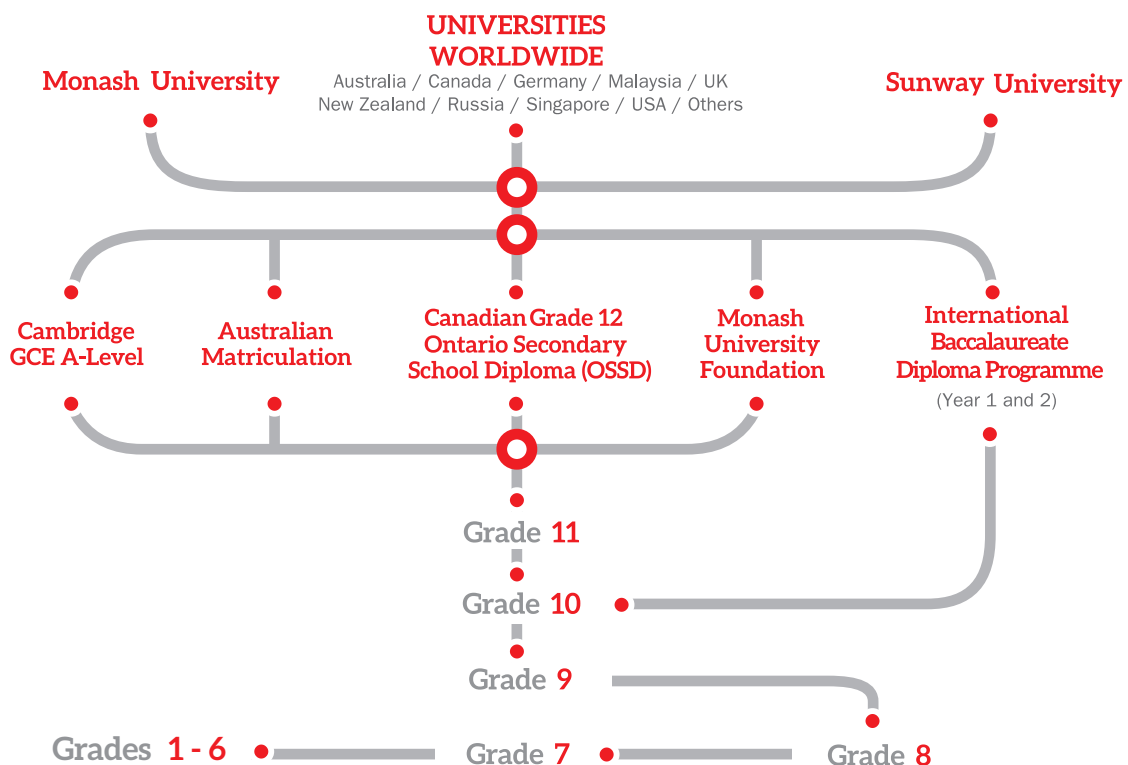 UNIVERSITIES
WORLDWIDE
Australia / Canada / Germany / Malaysia / UK
New Zealand / Russia / Singapore / USA / Others
Monash University
Sunway University
Cambridge
GCE A-Level
Australian
Matriculation
Canadian Grade 12
Ontario Secondary
School Diploma (OSSD)
Monash
University
Foundation
International
Baccalaureate
Diploma Programme
(Year 1 and 2)
Grade 11
Grade 10
Grade 9
Grades 1 - 6
Grade 7
Grade 8